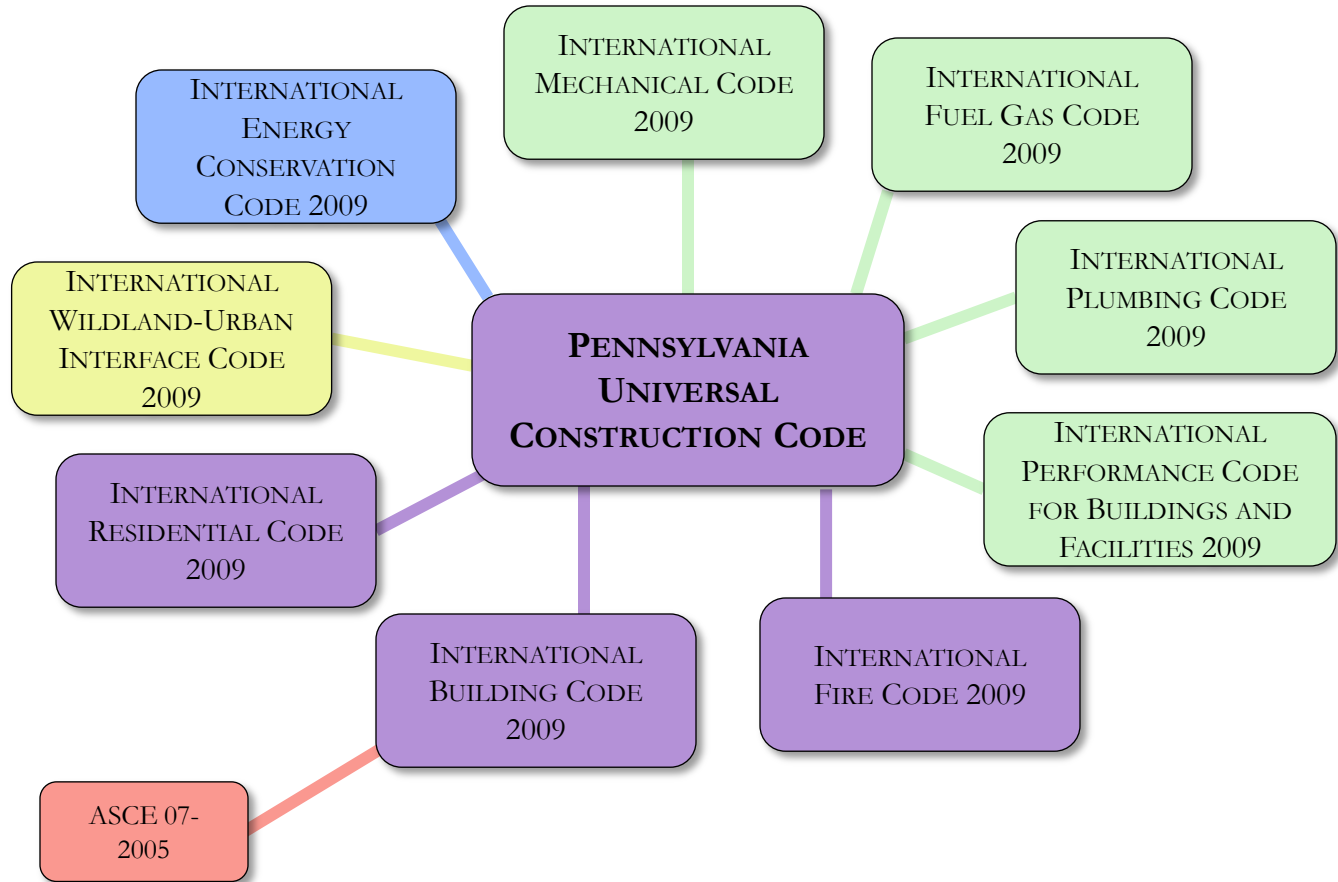 International
Mechanical Code
2009
International
Fuel Gas Code
2009
International
Energy
Conservation
Code 2009
International
Plumbing Code
2009
International
Wildland-Urban
Interface Code
2009
Pennsylvania
Universal
Construction Code
International
Performance Code
for Buildings and
Facilities 2009
International
Residential Code
2009
International
Building Code
2009
International
Fire Code 2009
ASCE 07-
2005